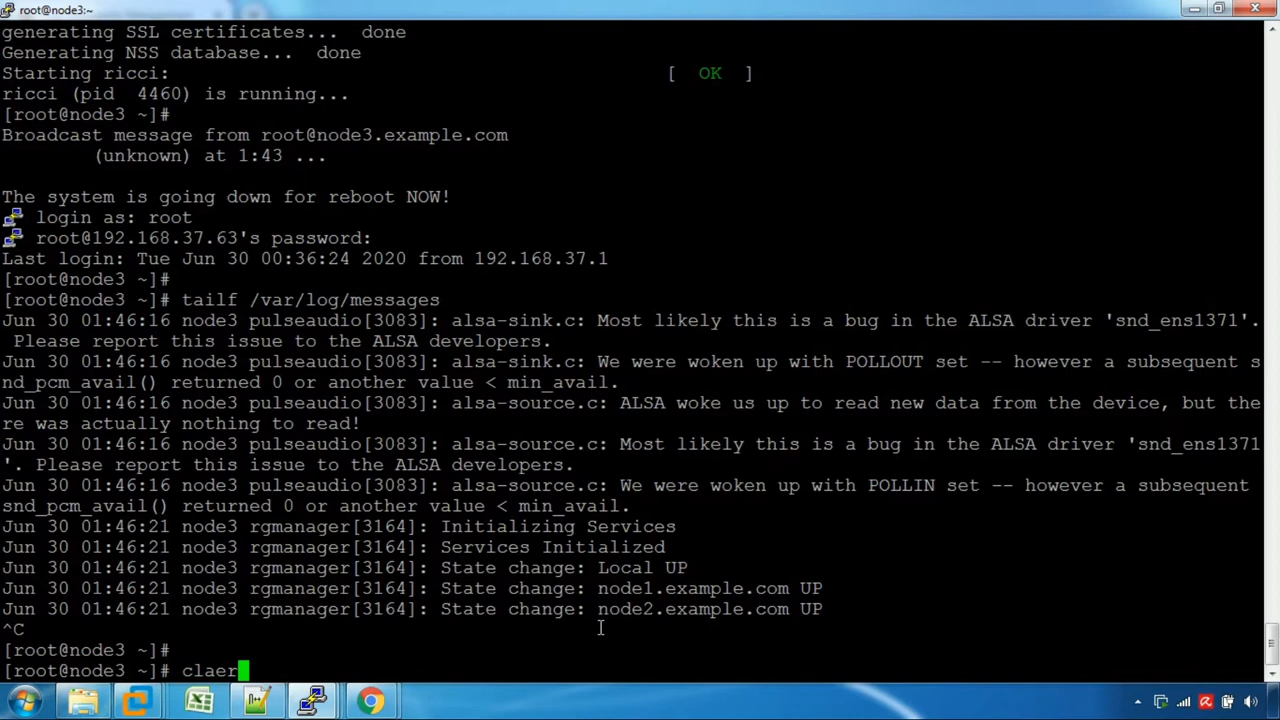 root@node3:~
generating SSL certificates...  done
Generating NSS database...  done
Starting ricci:                                            [  OK  ]
ricci (pid  4460) is running...
[root@node3 ~]#
Broadcast message from root@node3.example.com
        (unknown) at 1:43 ...
The system is going down for reboot NOW!
login as: root
root@192.168.37.63's password:
Last login: Tue Jun 30 00:36:24 2020 from 192.168.37.1
[root@node3 ~]#
[root@node3 ~]# tailf /var/log/messages
Jun 30 01:46:16 node3 pulseaudio[3083]: alsa-sink.c: Most likely this is a bug in the ALSA driver 'snd_ens1371'.
 Please report this issue to the ALSA developers.
Jun 30 01:46:16 node3 pulseaudio[3083]: alsa-sink.c: We were woken up with POLLOUT set -- however a subsequent s
nd_pcm_avail() returned 0 or another value < min_avail.
Jun 30 01:46:16 node3 pulseaudio[3083]: alsa-source.c: ALSA woke us up to read new data from the device, but the
re was actually nothing to read!
Jun 30 01:46:16 node3 pulseaudio[3083]: alsa-source.c: Most likely this is a bug in the ALSA driver 'snd_ens1371
'. Please report this issue to the ALSA developers.
Jun 30 01:46:16 node3 pulseaudio[3083]: alsa-source.c: We were woken up with POLLIN set -- however a subsequent
snd_pcm_avail() returned 0 or another value < min_avail.
Jun 30 01:46:21 node3 rgmanager[3164]: Initializing Services
Jun 30 01:46:21 node3 rgmanager[3164]: Services Initialized
Jun 30 01:46:21 node3 rgmanager[3164]: State change: Local UP
Jun 30 01:46:21 node3 rgmanager[3164]: State change: node1.example.com UP
Jun 30 01:46:21 node3 rgmanager[3164]: State change: node2.example.com UP
^C
[root@node3 ~]#
[root@node3 ~]# claer